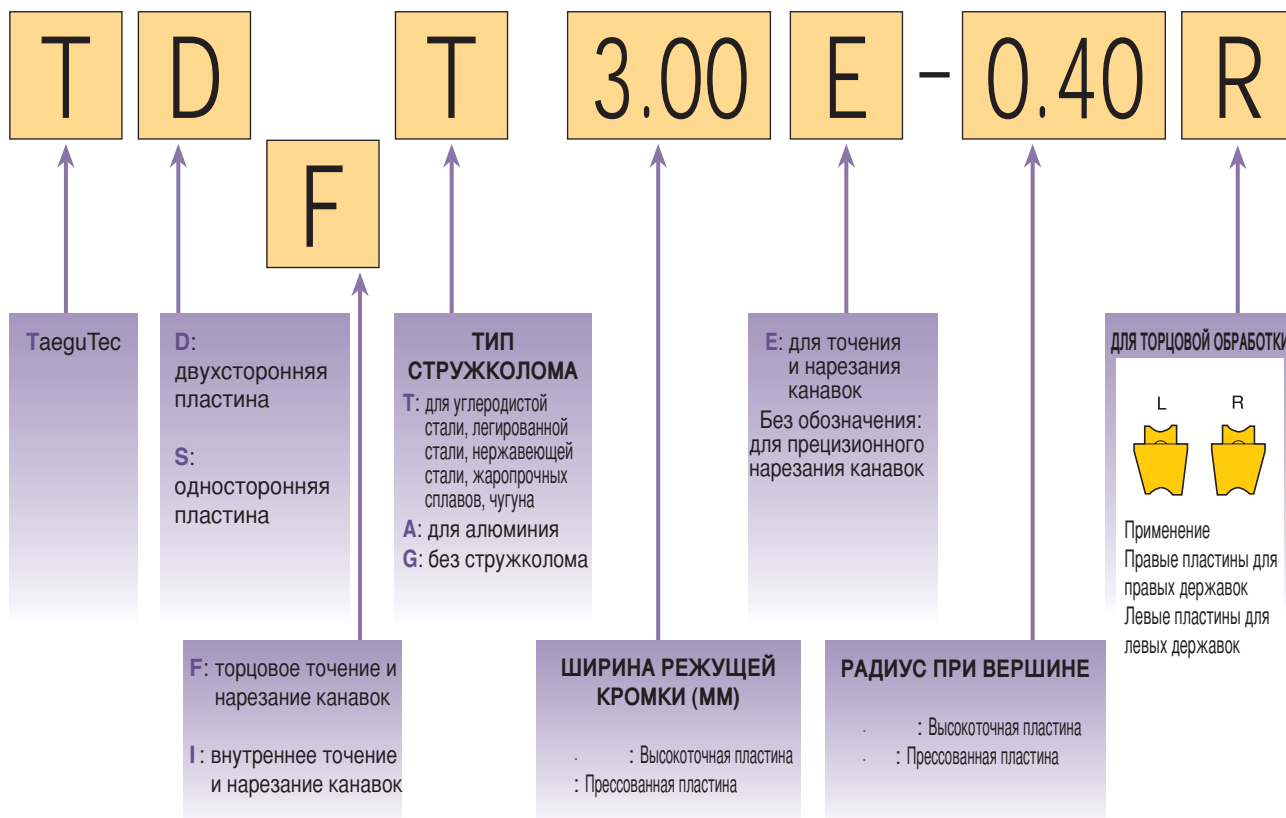 T D T 3.00 E - 0.40 R
F
TaeguTec
D:
двухсторонняя
пластина
S:
односторонняя
пластина
ТИП
СТРУЖКОЛОМА
T: для углеродистой
стали, легированной
стали, нержавеющей
стали, жаропрочных
сплавов, чугуна
A: для алюминия
G: без стружколома
E: для точения
и нарезания
канавок
Без обозначения:
для прецизионного
нарезания канавок
ДЛЯ ТОРЦОВОЙ ОБРАБОТКИ
L R
Применение
Правые пластины для
правых державок
Левые пластины для
левых державок
F: торцовое точение и
нарезание канавок
I : внутреннее точение
и нарезание канавок
ШИРИНА РЕЖУЩЕЙ
КРОМКИ (ММ)
. : Высокоточная пластина
: Прессованная пластина
РАДИУС ПРИ ВЕРШИНЕ
. : Высокоточная пластина
. : Прессованная пластина